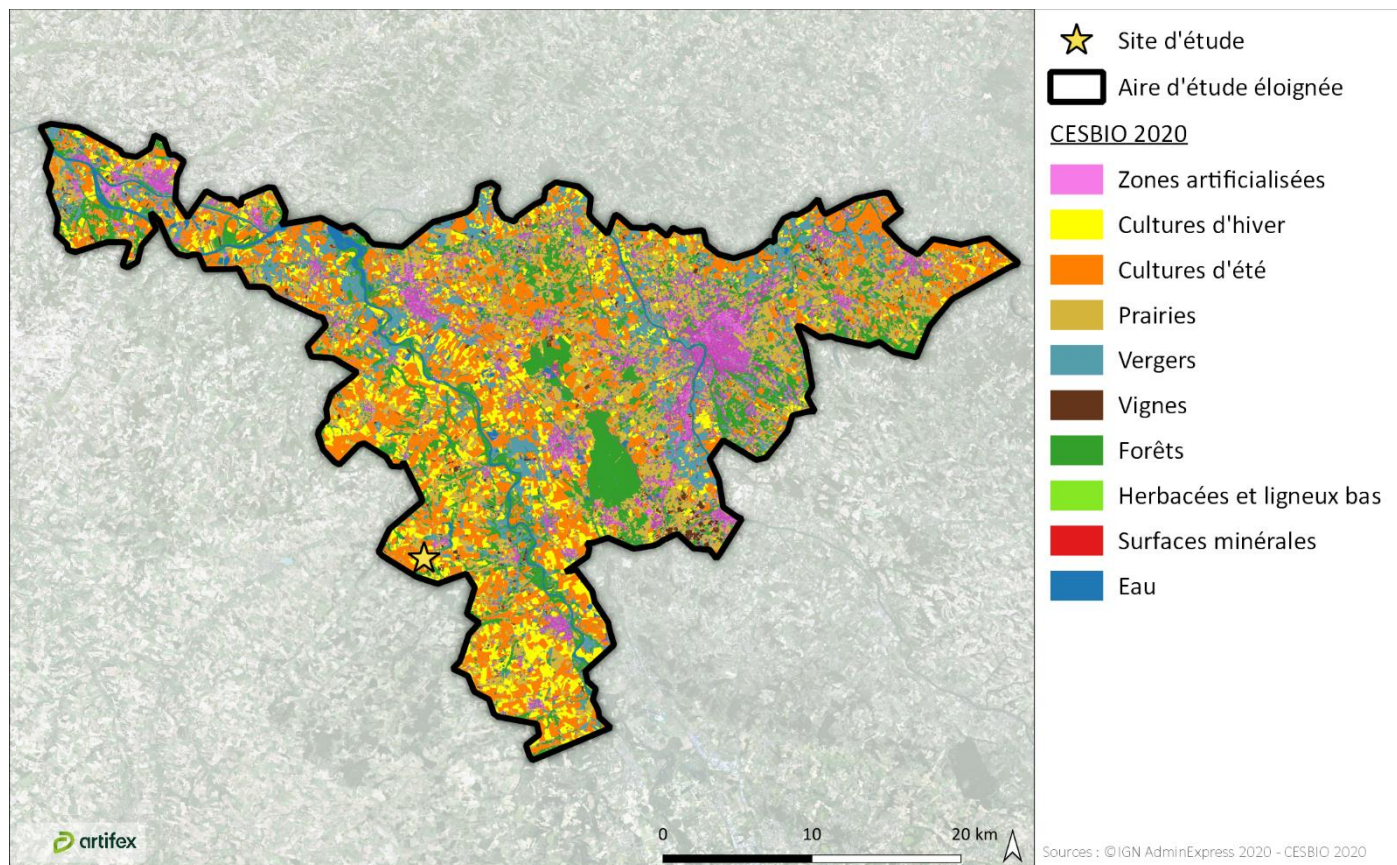 Site d'étude
Aire d'étude éloignée
CESBIO 2020
Zones artificialisées
Cultures d'hiver
Cultures d'été
Prairies
Vergers
Vignes
Forêts
Herbacées et ligneux bas
Surfaces minérales
Eau
artifex
0 10 20 km
Sources : ©IGN AdminExpress 2020 - CESBIO 2020